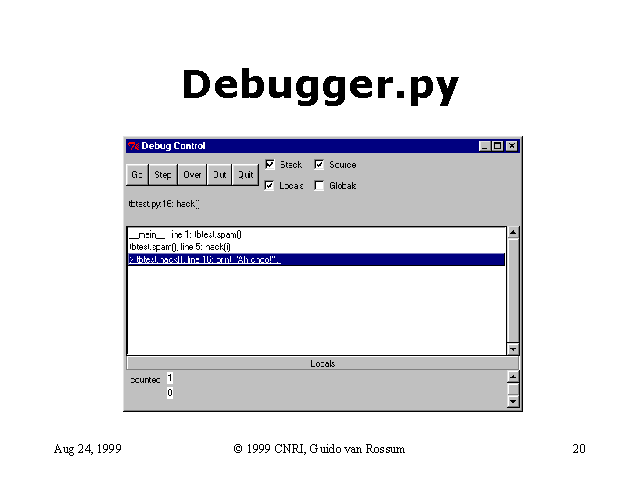 Debugger.py
Debug Control
Go Step Over Out Quit
Stack Source
Locals Globals
tbtest.py:16: hack()
__main__, line 1: tbtest.spam()
tbtest.spam(), line 5: hack(i)
> tbtest.hack(), line 16: print "Ah choo!",
Locals
1
0
Aug 24, 1999 © 1999 CNRI, Guido van Rossum 20